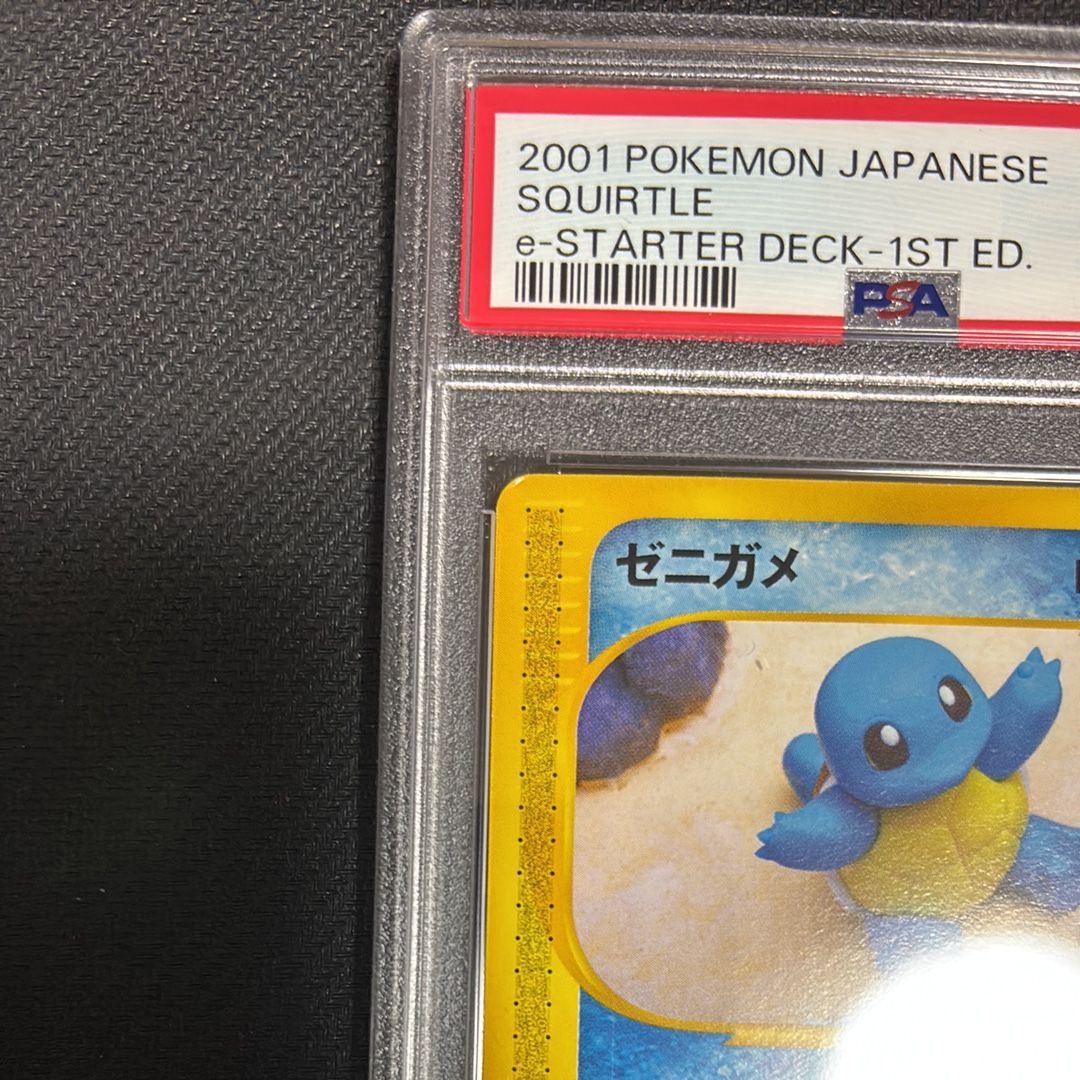 2001 POKEMON JAPANESE
SQUIRTLE
e-STARTER DECK-1ST ED.
PSA
ゼニガメ